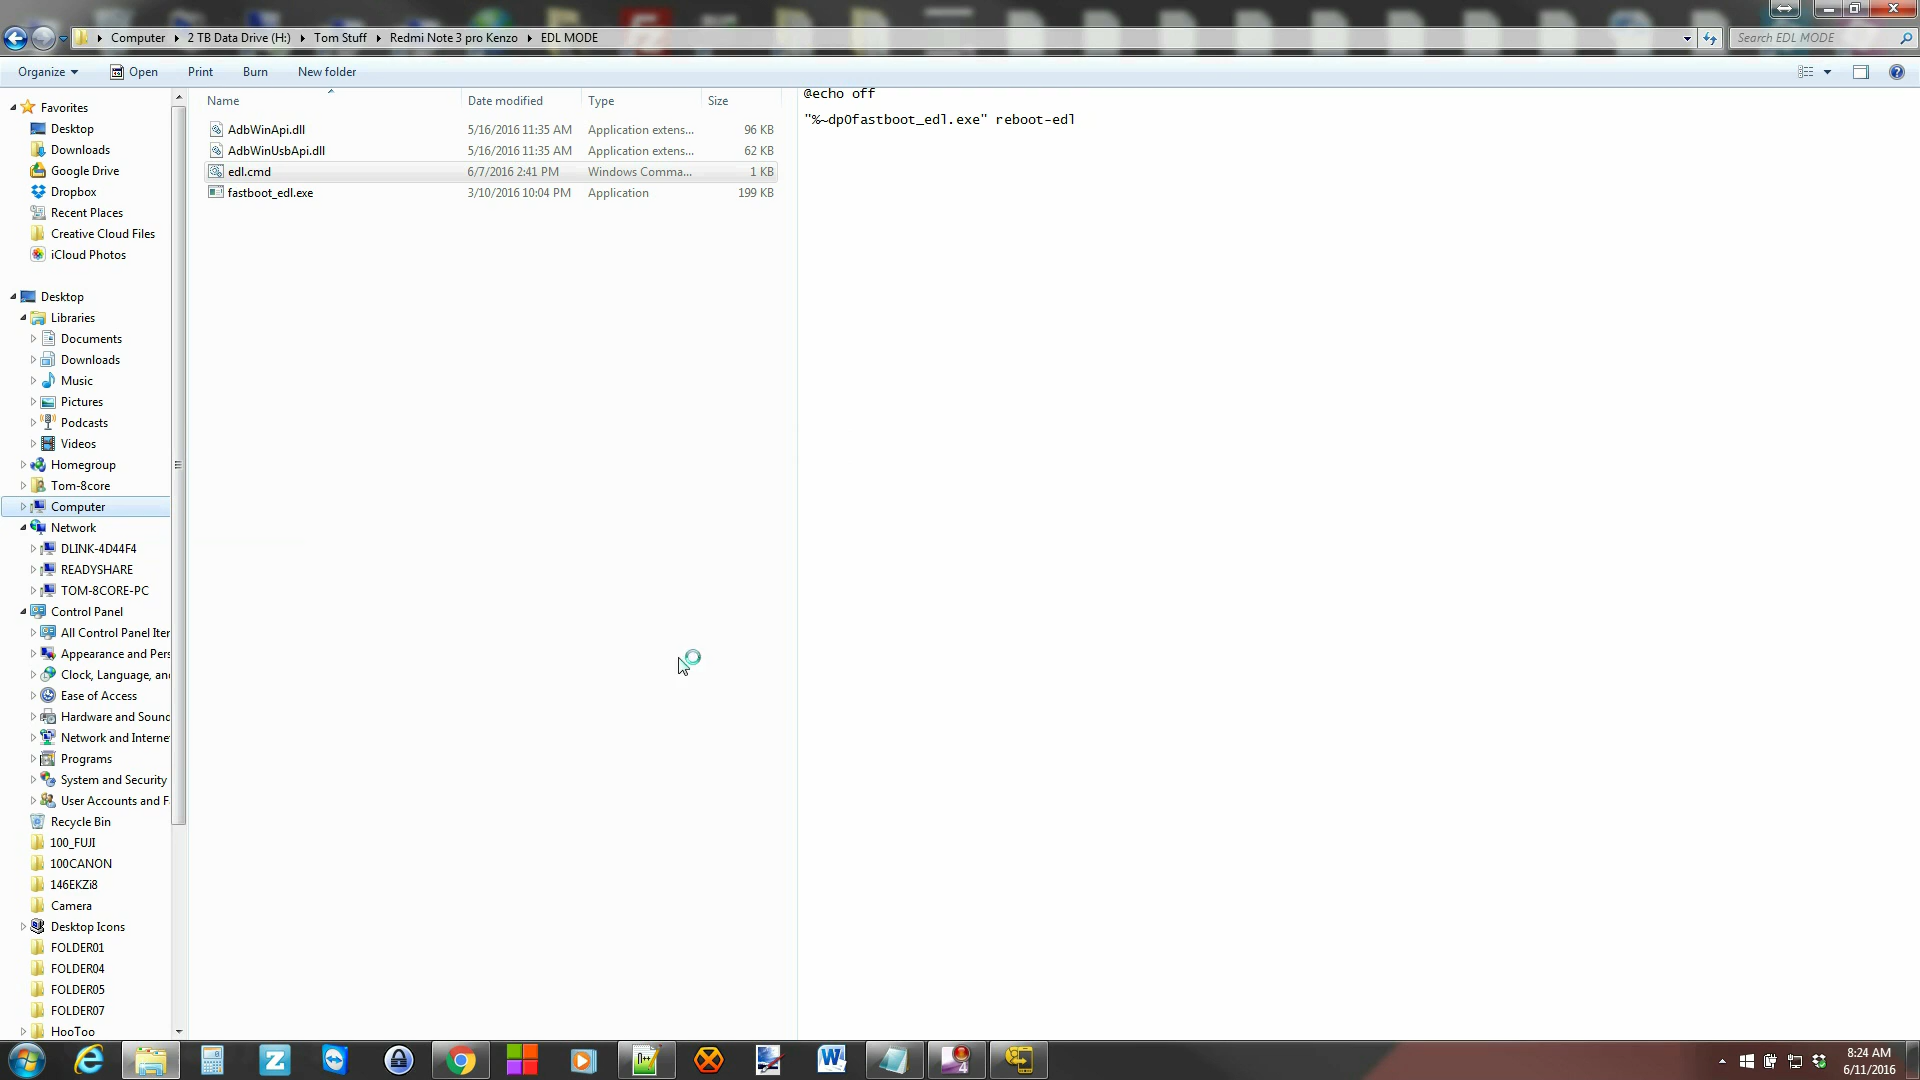 Computer 2 TB Data Drive (H:) Tom Stuff Redmi Note 3 pro Kenzo EDL MODE
Search EDL MODE
Organize Open Print Burn New folder
Favorites
Desktop
Downloads
Google Drive
Dropbox
Recent Places
Creative Cloud Files
iCloud Photos
Desktop
Libraries
Documents
Downloads
Music
Pictures
Podcasts
Videos
Homegroup
Tom-8core
Computer
Network
DLINK-4D44F4
READYSHARE
TOM-8CORE-PC
Control Panel
All Control Panel Iter
Appearance and Pers
Clock, Language, an
Ease of Access
Hardware and Sound
Network and Interne
Programs
System and Security
User Accounts and F
Recycle Bin
100_FUJI
100CANON
146EKZi8
Camera
Desktop Icons
FOLDER01
FOLDER04
FOLDER05
FOLDER07
HooToo
Name Date modified Type Size
AdbWinApi.dll 5/16/2016 11:35 AM Application extens... 96 KB
AdbWinUsbApi.dll 5/16/2016 11:35 AM Application extens... 62 KB
edl.cmd 6/7/2016 2:41 PM Windows Comma... 1 KB
fastboot_edl.exe 3/10/2016 10:04 PM Application 199 KB
@echo off
"%~dp0fastboot_edl.exe" reboot-edl
8:24 AM
6/11/2016